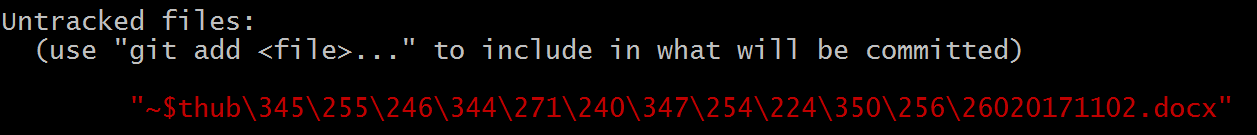 Untracked files:
(use "git add <file>..." to include in what will be committed)
"~$thub\345\255\246\344\271\240\347\254\224\350\256\26020171102.docx"